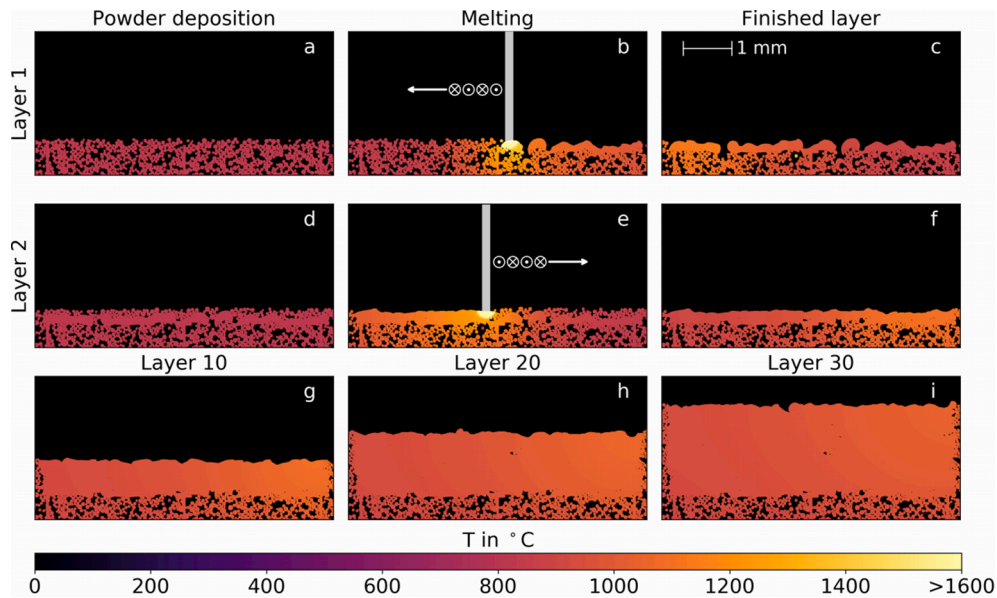 Powder deposition
Melting
Finished layer
Layer 1
a
b
c
1 mm
Layer 2
d
e
f
Layer 10
Layer 20
Layer 30
g
h
i
T in °C
0 200 400 600 800 1000 1200 1400 >1600